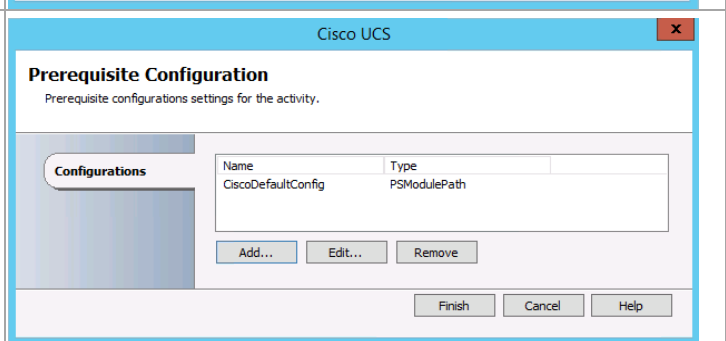 Cisco UCS
x
Prerequisite Configuration
Prerequisite configurations settings for the activity.
Configurations
Name Type
CiscoDefaultConfig PSModulePath
Add... Edit... Remove
Finish Cancel Help